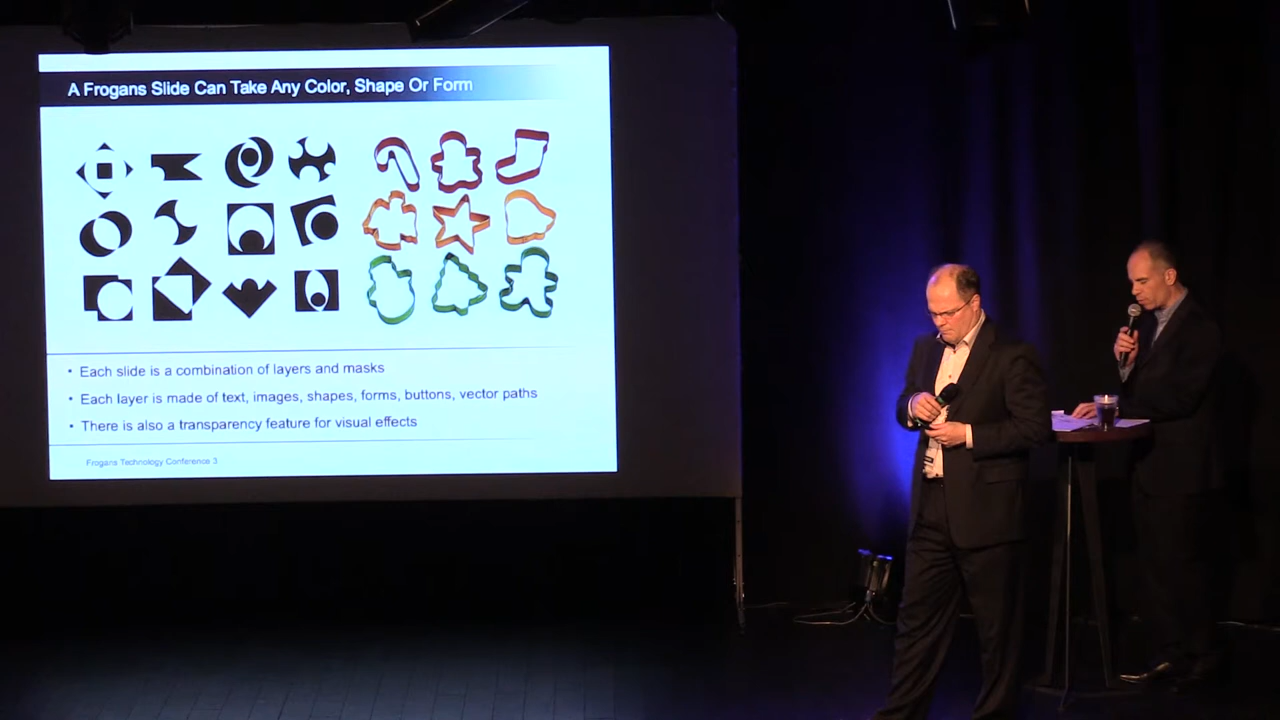 A Frogans Slide Can Take Any Color, Shape Or Form
• Each slide is a combination of layers and masks
• Each layer is made of text, images, shapes, forms, buttons, vector paths
• There is also a transparency feature for visual effects
Frogans Technology Conference 3